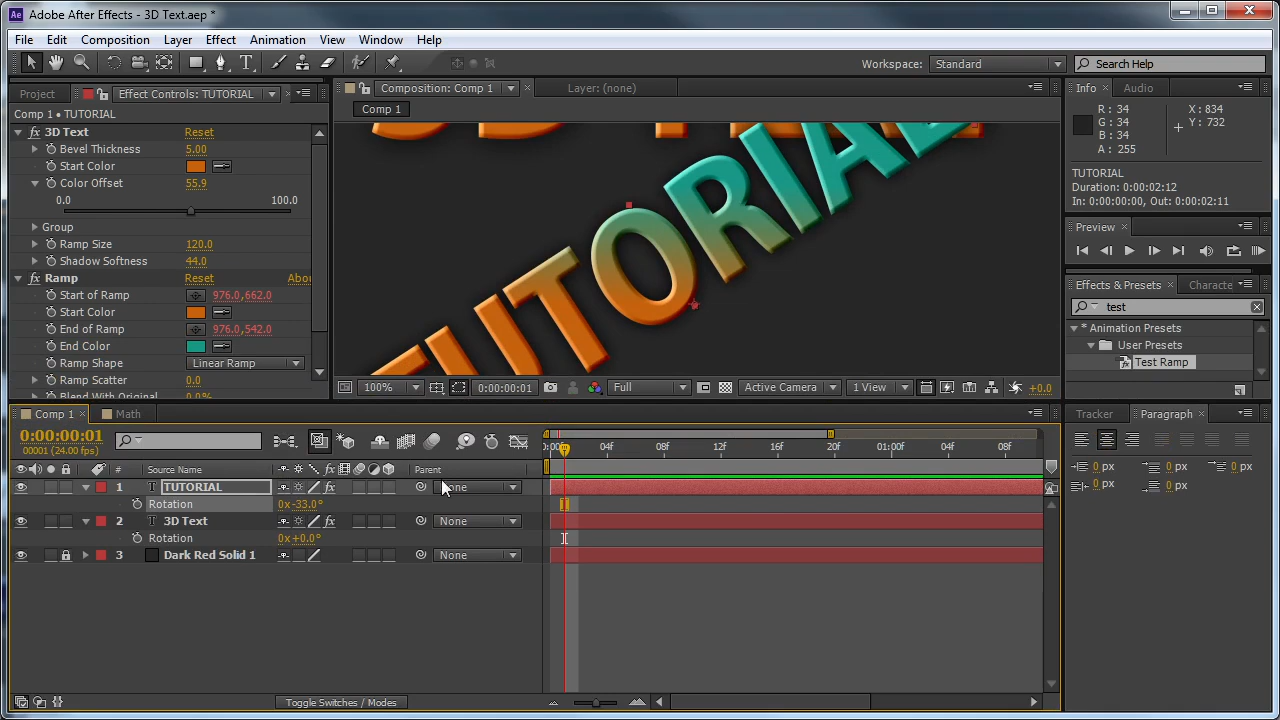 Adobe After Effects - 3D Text.aep *
File Edit Composition Layer Effect Animation View Window Help
Workspace: Standard Search Help
Project Effect Controls: TUTORIAL Composition: Comp 1 Layer: (none) Info Audio
Comp 1 • TUTORIAL
Comp 1
3D Text Reset
Bevel Thickness 5.00
Start Color
Color Offset 55.9
0.0 100.0
Group
Ramp Size 120.0
Shadow Softness 44.0
Ramp Reset Abou
Start of Ramp 976.0,662.0
Start Color
End of Ramp 976.0,542.0
End Color
Ramp Shape Linear Ramp
Ramp Scatter 0.0
TUTORIAL
100% 0:00:00:01 Full Active Camera 1 View +0.0
R: 34 X: 834
G: 34 Y: 732
B: 34
A: 255
TUTORIAL
Duration: 0:00:02:12
In: 0:00:00:00, Out: 0:00:02:11
Preview
Effects & Presets Characte
test
* Animation Presets
User Presets
Test Ramp
Comp 1 Math
0:00:00:01
00001 (24.00 fps)
04f 08f 12f 16f 20f 01:00f 04f 08f
# Source Name Parent
1 TUTORIAL None
Rotation 0x-33.0°
2 3D Text None
Rotation 0x+0.0°
3 Dark Red Solid 1 None
Toggle Switches / Modes
Tracker Paragraph
0 px 0 px 0 px
0 px 0 px